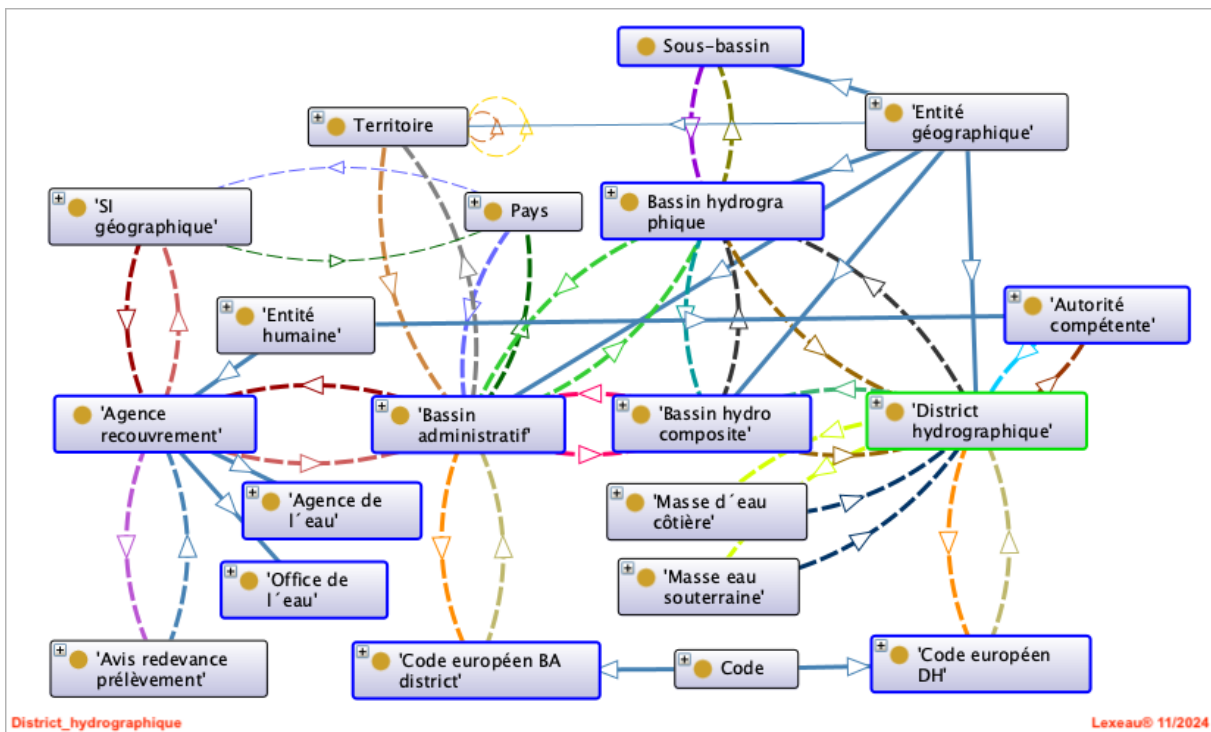 Sous-bassin
'Entité
géographique'
Territoire
'SI
géographique'
Pays
Bassin hydrogra
phique
'Entité
humaine'
'Autorité
compétente'
'Agence
recouvrement'
'Bassin
administratif'
'Bassin hydro
composite'
'District
hydrographique'
'Agence de
l´eau'
'Masse d´eau
côtière'
'Office de
l´eau'
'Masse eau
souterraine'
'Avis redevance
prélèvement'
'Code européen BA
district'
Code
'Code européen
DH'
District_hydrographique
Lexeau® 11/2024